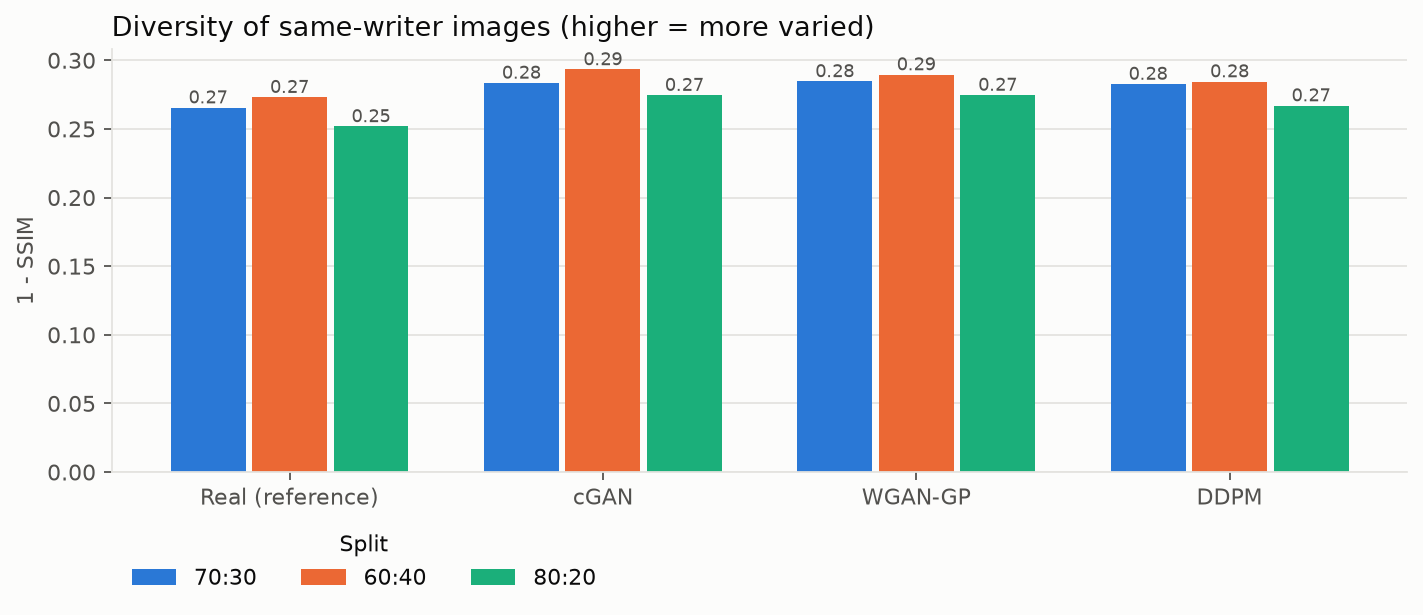 Diversity of same-writer images (higher = more varied)
1 - SSIM
0.30
0.25
0.20
0.15
0.10
0.05
0.00
0.27 0.27 0.25
0.28 0.29 0.27
0.28 0.29 0.27
0.28 0.28 0.27
Real (reference) cGAN WGAN-GP DDPM
Split
70:30 60:40 80:20